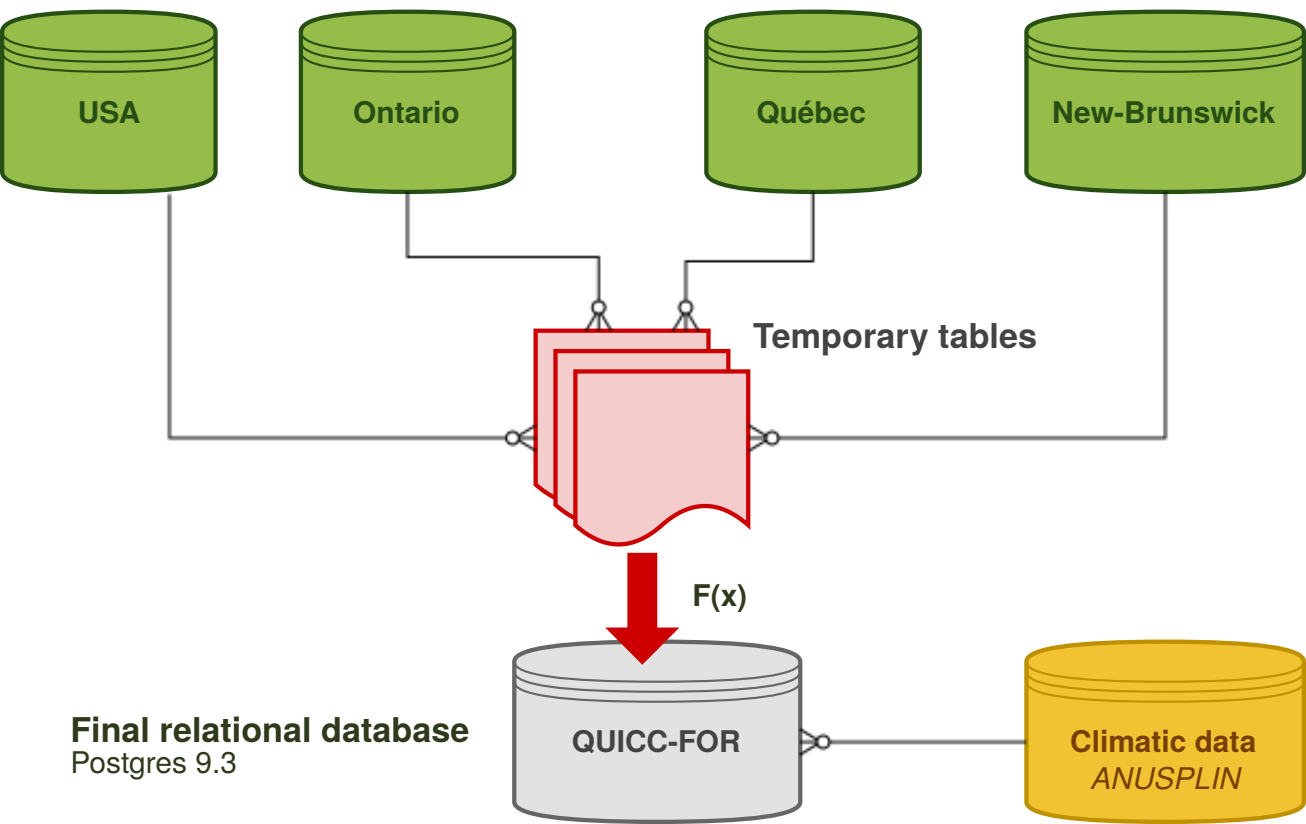 USA
Ontario
Québec
New-Brunswick
Temporary tables
F(x)
Final relational database
Postgres 9.3
QUICC-FOR
Climatic data
ANUSPLIN